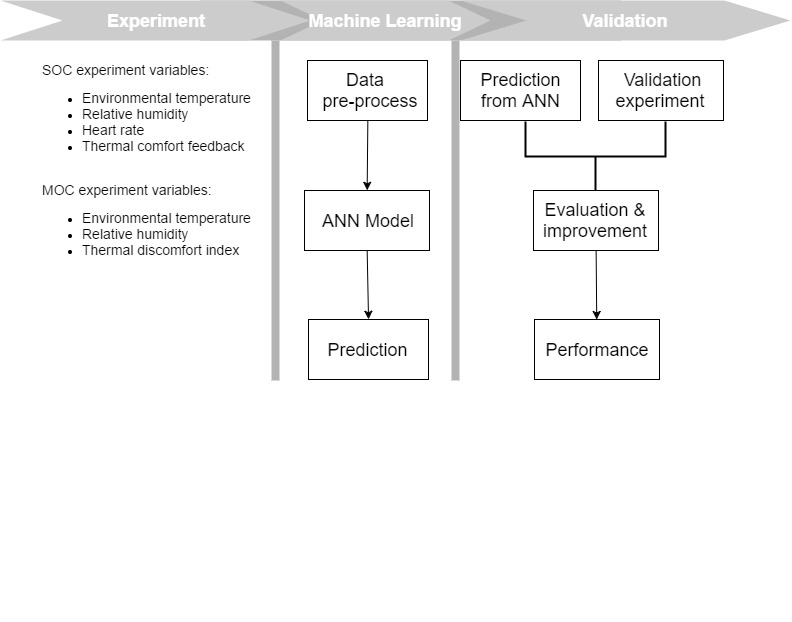 Experiment
Machine Learning
Validation
SOC experiment variables:
Environmental temperature
Relative humidity
Heart rate
Thermal comfort feedback
MOC experiment variables:
Environmental temperature
Relative humidity
Thermal discomfort index
Data
pre-process
ANN Model
Prediction
Prediction
from ANN
Validation
experiment
Evaluation &
improvement
Performance